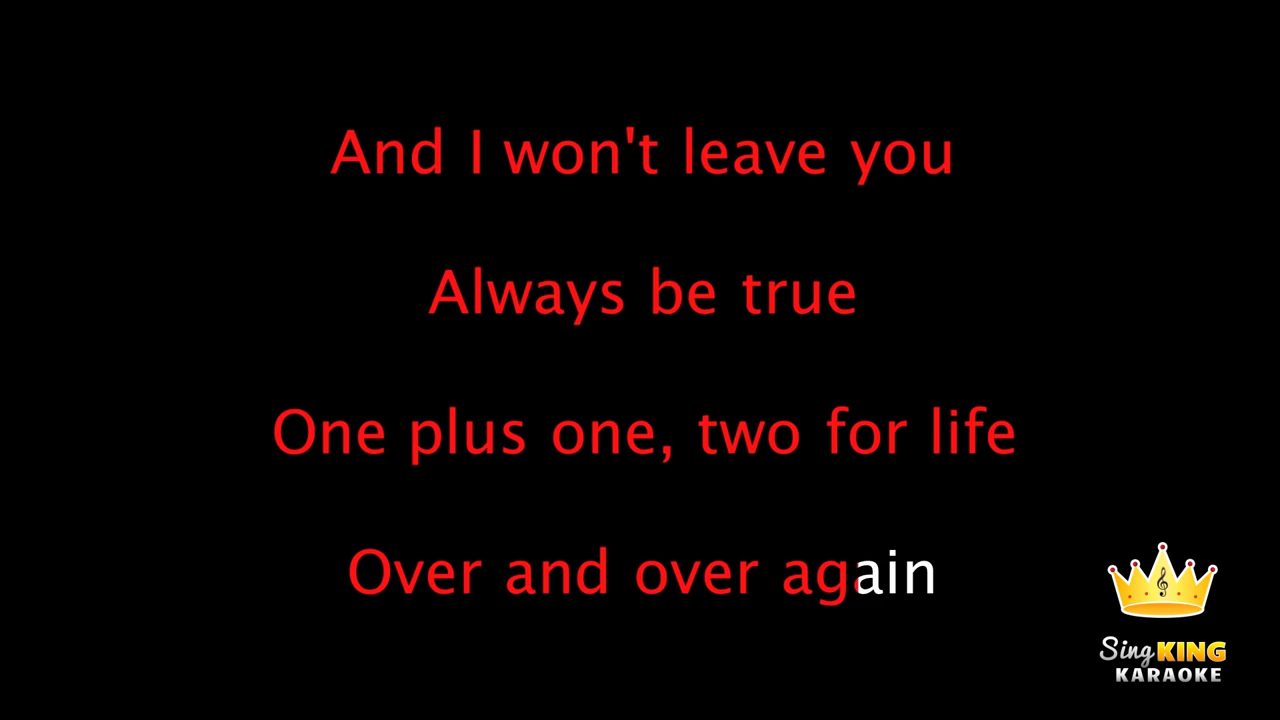 And I won't leave you
Always be true
One plus one, two for life
Over and over again
Sing KING
KARAOKE